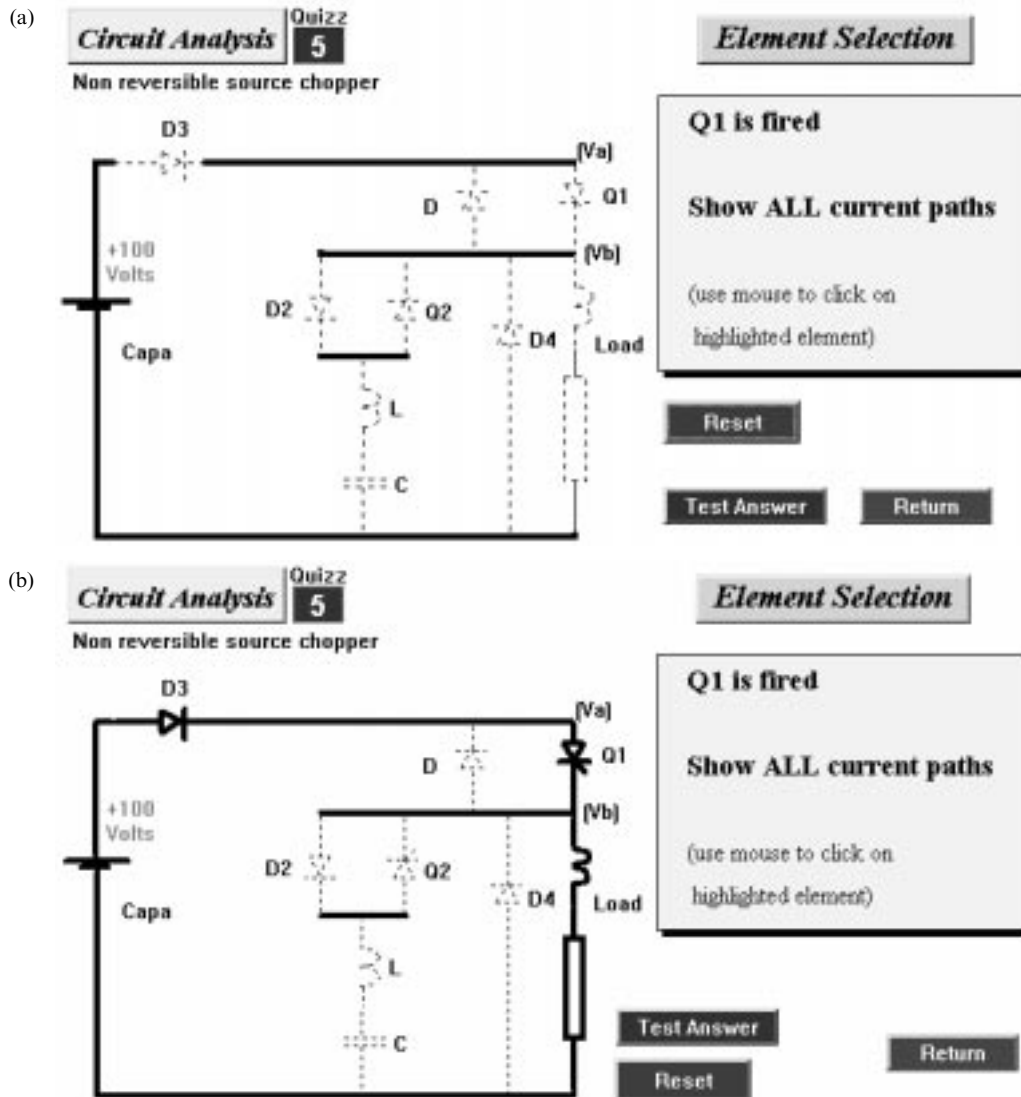 (a)
Circuit Analysis
Quizz
5
Element Selection
Non reversible source chopper
Q1 is fired
Show ALL current paths
(use mouse to click on
highlighted element)
D3
(Va)
D
Q1
+100
Volts
(Vb)
D2
Q2
D4
Load
Capa
L
C
Reset
Test Answer
Return
(b)
Circuit Analysis
Quizz
5
Element Selection
Non reversible source chopper
Q1 is fired
Show ALL current paths
(use mouse to click on
highlighted element)
D3
(Va)
D
Q1
+100
Volts
(Vb)
D2
Q2
D4
Load
Capa
L
C
Test Answer
Return
Reset